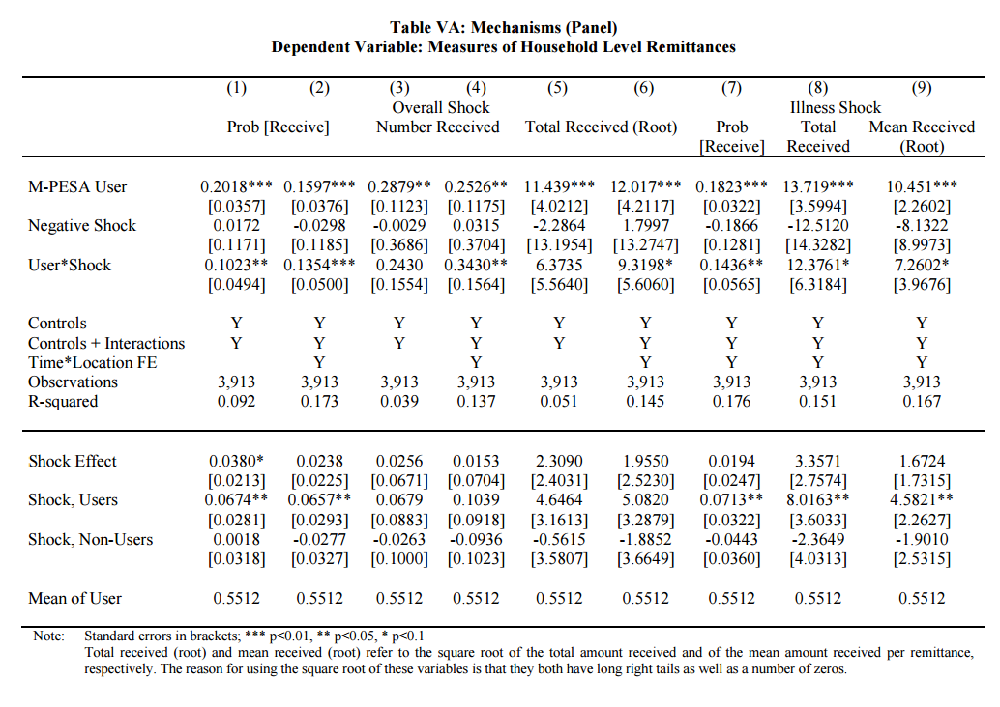 Table VA: Mechanisms (Panel)
Dependent Variable: Measures of Household Level Remittances
(1) (2) (3) (4) (5) (6) (7) (8) (9)
Overall Shock Illness Shock
Prob [Receive] Number Received Total Received (Root) Prob Total Mean Received
[Receive] Received (Root)
M-PESA User 0.2018*** 0.1597*** 0.2879** 0.2526** 11.439*** 12.017*** 0.1823*** 13.719*** 10.451***
[0.0357] [0.0376] [0.1123] [0.1175] [4.0212] [4.2117] [0.0322] [3.5994] [2.2602]
Negative Shock 0.0172 -0.0298 -0.0029 0.0315 -2.2864 1.7997 -0.1866 -12.5120 -8.1322
[0.1171] [0.1185] [0.3686] [0.3704] [13.1954] [13.2747] [0.1281] [14.3282] [8.9973]
User*Shock 0.1023** 0.1354*** 0.2430 0.3430** 6.3735 9.3198* 0.1436** 12.3761* 7.2602*
[0.0494] [0.0500] [0.1554] [0.1564] [5.5640] [5.6060] [0.0565] [6.3184] [3.9676]
Controls Y Y Y Y Y Y Y Y Y
Controls + Interactions Y Y Y Y Y Y Y Y Y
Time*Location FE Y Y Y Y Y Y
Observations 3,913 3,913 3,913 3,913 3,913 3,913 3,913 3,913 3,913
R-squared 0.092 0.173 0.039 0.137 0.051 0.145 0.176 0.151 0.167
Shock Effect 0.0380* 0.0238 0.0256 0.0153 2.3090 1.9550 0.0194 3.3571 1.6724
[0.0213] [0.0225] [0.0671] [0.0704] [2.4031] [2.5230] [0.0247] [2.7574] [1.7315]
Shock, Users 0.0674** 0.0657** 0.0679 0.1039 4.6464 5.0820 0.0713** 8.0163** 4.5821**
[0.0281] [0.0293] [0.0883] [0.0918] [3.1613] [3.2879] [0.0322] [3.6033] [2.2627]
Shock, Non-Users 0.0018 -0.0277 -0.0263 -0.0936 -0.5615 -1.8852 -0.0443 -2.3649 -1.9010
[0.0318] [0.0327] [0.1000] [0.1023] [3.5807] [3.6649] [0.0360] [4.0313] [2.5315]
Mean of User 0.5512 0.5512 0.5512 0.5512 0.5512 0.5512 0.5512 0.5512 0.5512
Note: Standard errors in brackets; *** p<0.01, ** p<0.05, * p<0.1
Total received (root) and mean received (root) refer to the square root of the total amount received and of the mean amount received per remittance,
respectively. The reason for using the square root of these variables is that they both have long right tails as well as a number of zeros.